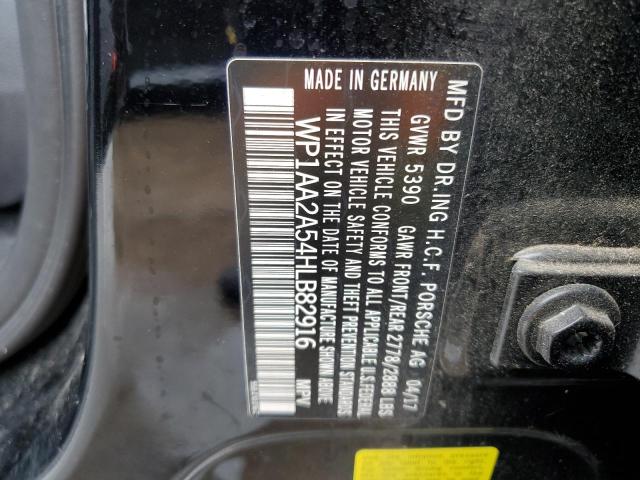 MFD BY DR.ING H.C.F. PORSCHE AG 04/17
GVWR 5390 GAWR FRONT/REAR 2778/2888 LBS
THIS VEHICLE CONFORMS TO ALL APPLICABLE U.S. FEDERAL
MOTOR VEHICLE SAFETY AND THEFT PREVENTION STANDARDS
IN EFFECT ON THE DATE OF MANUFACTURE SHOWN ABOVE
WP1AA2A54HLB82916 MPV
MADE IN GERMANY